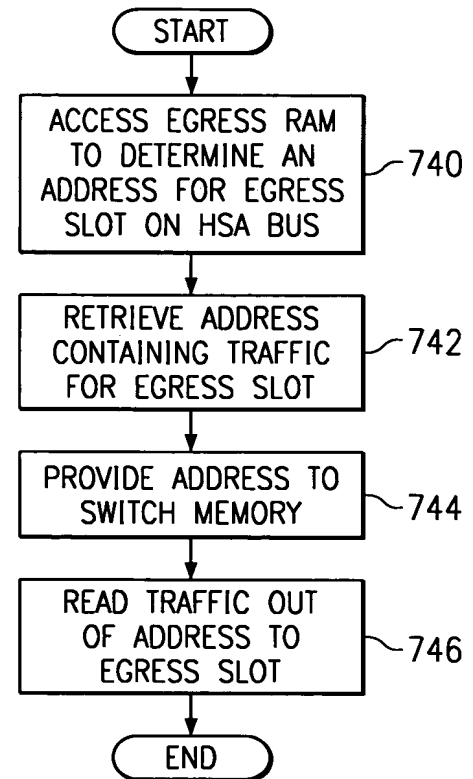 START
ACCESS EGRESS RAM
TO DETERMINE AN
ADDRESS FOR EGRESS
SLOT ON HSA BUS
740
RETRIEVE ADDRESS
CONTAINING TRAFFIC
FOR EGRESS SLOT
742
PROVIDE ADDRESS TO
SWITCH MEMORY
744
READ TRAFFIC OUT
OF ADDRESS TO
EGRESS SLOT
746
END